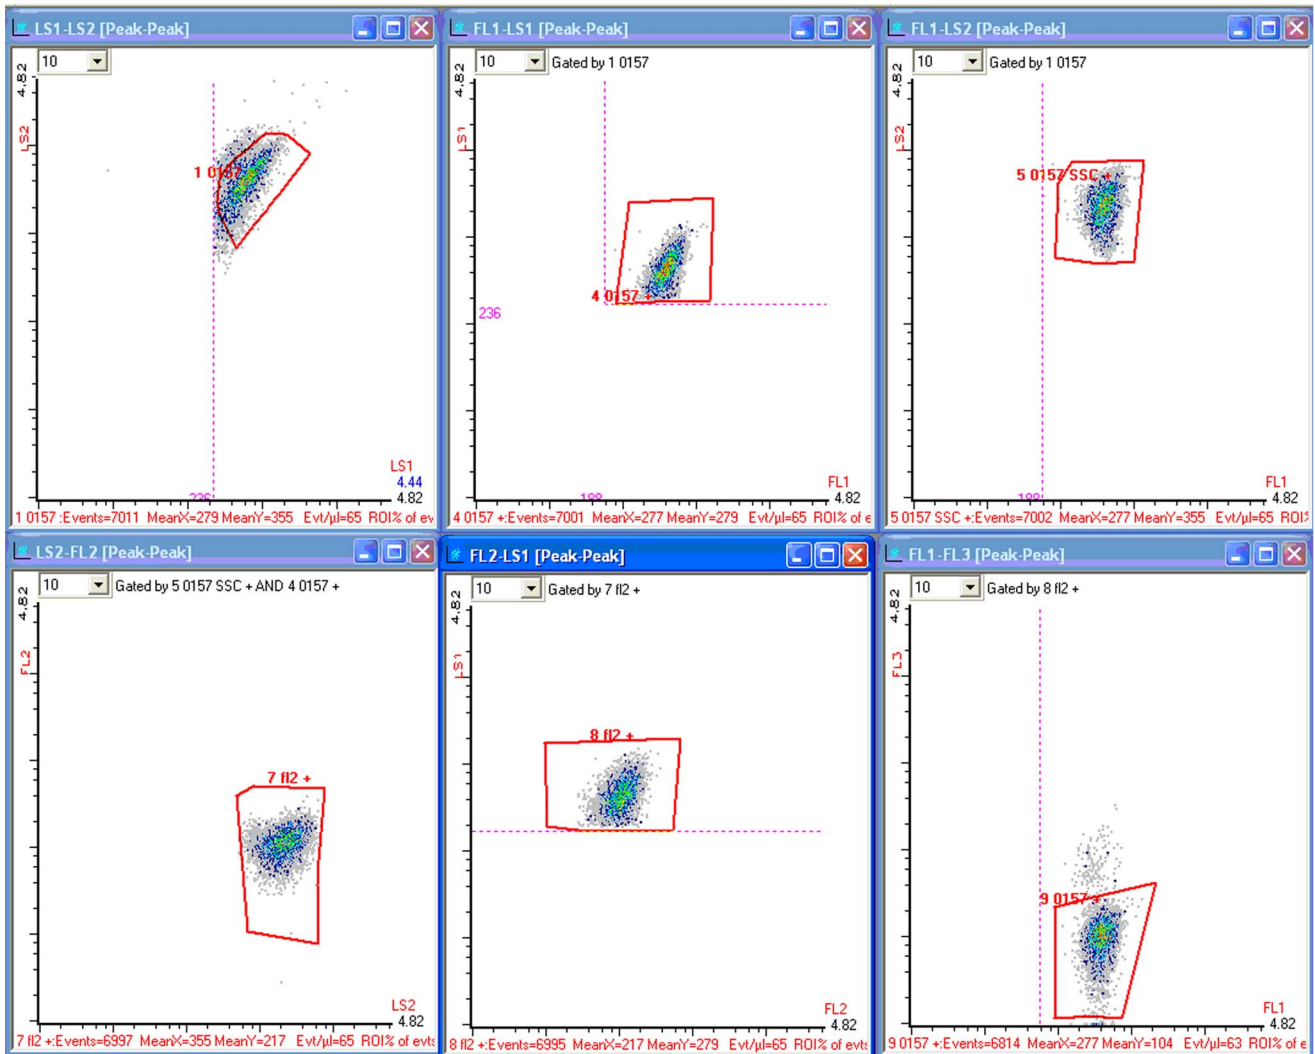 LS1-LS2 [Peak-Peak]
10
4.82
LS2
1 0157
236
LS1
4.44
4.82
1 0157 :Events=7011 MeanX=279 MeanY=355 Evt/µl=65 ROI% of ev
FL1-LS1 [Peak-Peak]
10 Gated by 1 0157
4.82
LS1
4 0157 +
236
188
FL1
4.82
4 0157 +:Events=7001 MeanX=277 MeanY=279 Evt/µl=65 ROI% of e
FL1-LS2 [Peak-Peak]
10 Gated by 1 0157
4.82
LS2
5 0157 SSC +
188
FL1
4.82
5 0157 SSC +:Events=7002 MeanX=277 MeanY=355 Evt/µl=65 ROI%
LS2-FL2 [Peak-Peak]
10 Gated by 5 0157 SSC + AND 4 0157 +
4.82
FL2
7 fl2 +
LS2
4.82
7 fl2 +:Events=6997 MeanX=355 MeanY=217 Evt/µl=65 ROI% of evts
FL2-LS1 [Peak-Peak]
10 Gated by 7 fl2 +
4.82
LS1
8 fl2 +
FL2
4.82
8 fl2 +:Events=6995 MeanX=217 MeanY=279 Evt/µl=65 ROI% of evts
FL1-FL3 [Peak-Peak]
10 Gated by 8 fl2 +
4.82
FL3
9 0157 +
FL1
4.82
9 0157 +:Events=6814 MeanX=277 MeanY=104 Evt/µl=63 ROI% of e